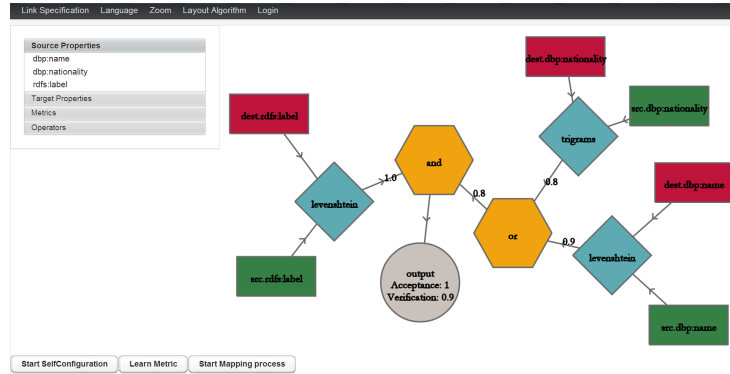 Link Specification Language Zoom Layout Algorithm Login
Source Properties
dbp:name
dbp:nationality
rdfs:label
Target Properties
Metrics
Operators
dest.dbp:nationality
src.dbp:nationality
dest.rdfs:label
trigrams
and
1.0
0.8
0.8
dest.dbp:name
levenshtein
or
0.9
levenshtein
src.rdfs:label
output
Acceptance: 1
Verification: 0.9
src.dbp:name
Start SelfConfiguration Learn Metric Start Mapping process